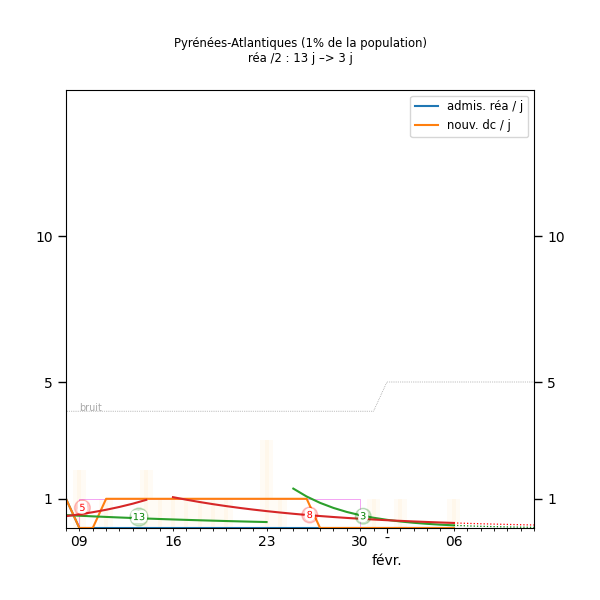 Pyrénées-Atlantiques (1% de la population)
réa /2 : 13 j –> 3 j
admis. réa / j
nouv. dc / j
10
10
5
5
bruit
1
1
5
13
8
3
09
16
23
30
-
06
févr.